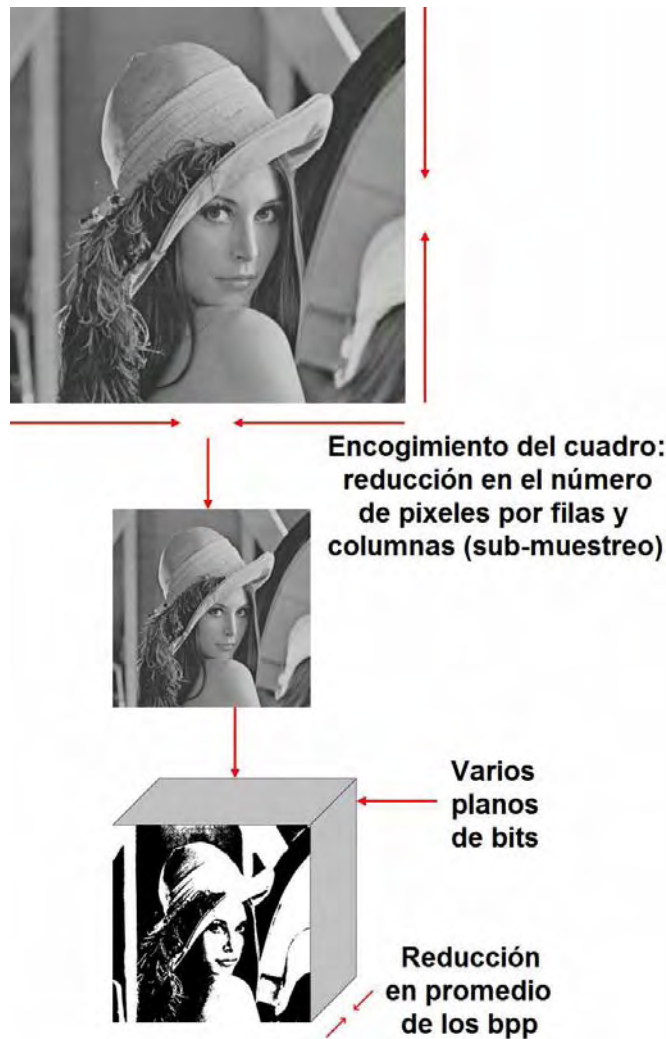 Encogimiento del cuadro:
reducción en el número
de pixeles por filas y
columnas (sub-muestreo)
Varios
planos
de bits
Reducción
en promedio
de los bpp